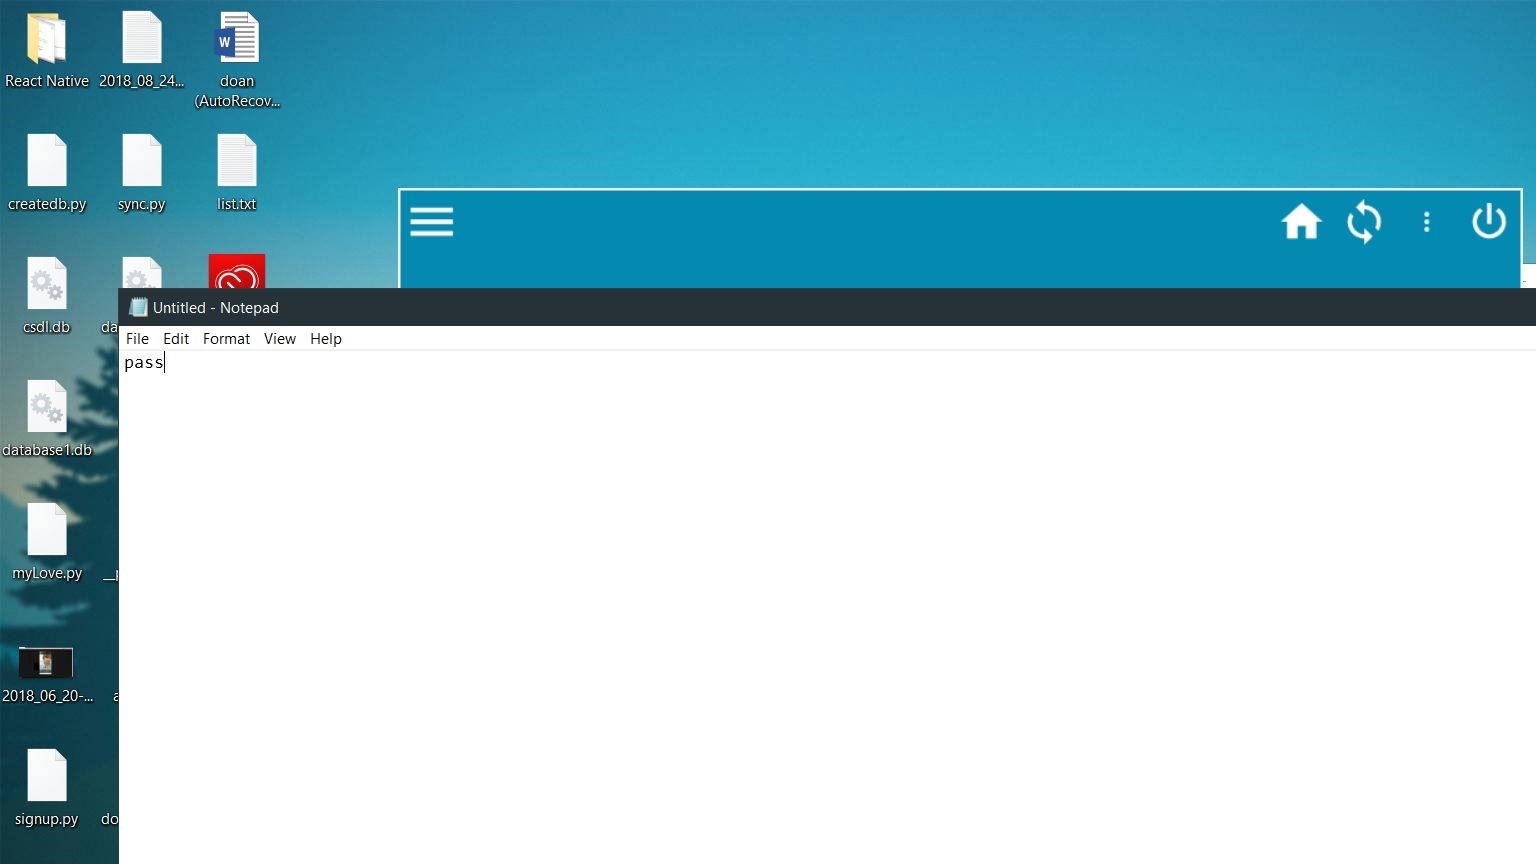 React Native
2018_08_24...
doan
(AutoRecov...
createdb.py
sync.py
list.txt
csdl.db
da
Untitled - Notepad
File Edit Format View Help
pass
database1.db
myLove.py
2018_06_20-...
signup.py
do